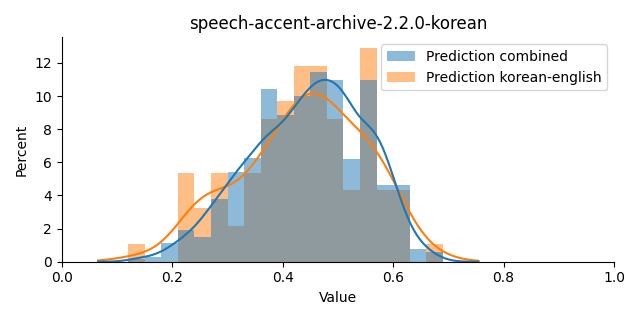 speech-accent-archive-2.2.0-korean
Prediction combined
Prediction korean-english
Percent
12
10
8
6
4
2
0
0.0 0.2 0.4 0.6 0.8 1.0
Value